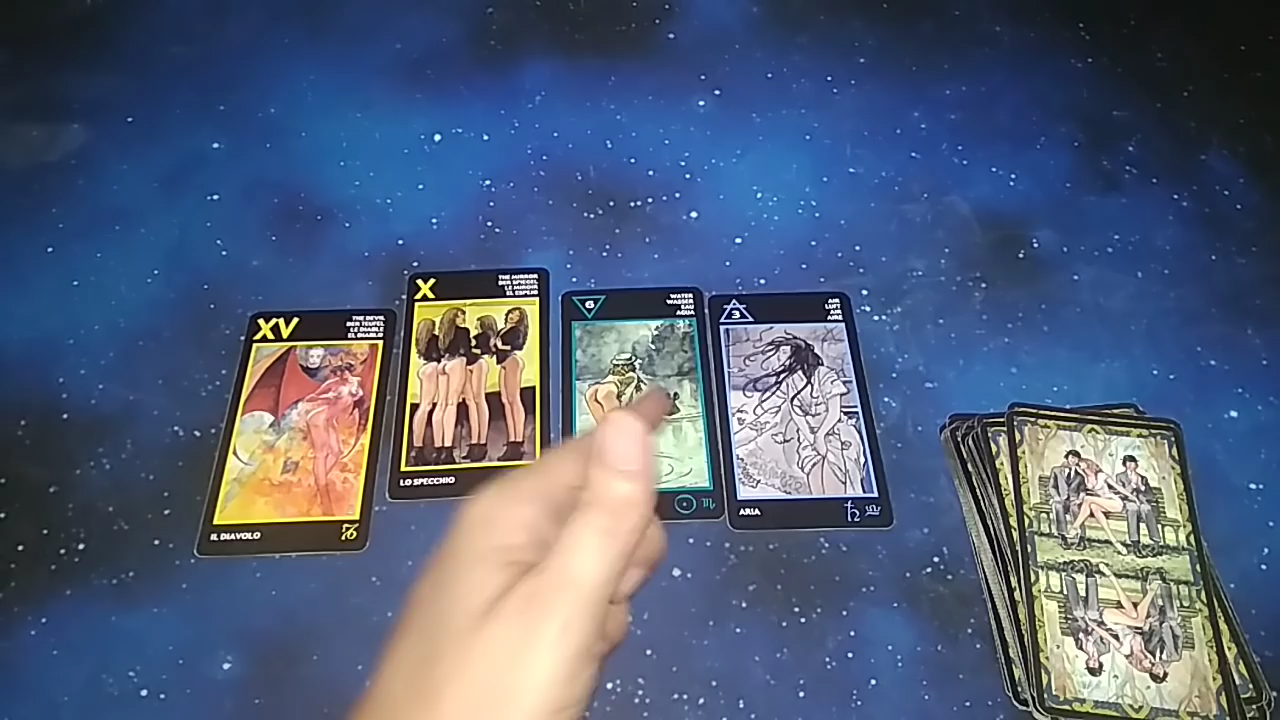 XV
THE DEVIL
DER TEUFEL
LE DIABLE
EL DIABLO
IL DIAVOLO
X
THE MIRROR
DER SPIEGEL
LE MIROIR
EL ESPEJO
LO SPECCHIO
6
WATER
WASSER
EAU
AGUA
3
AIR
LUFT
AIR
AIRE
ARIA